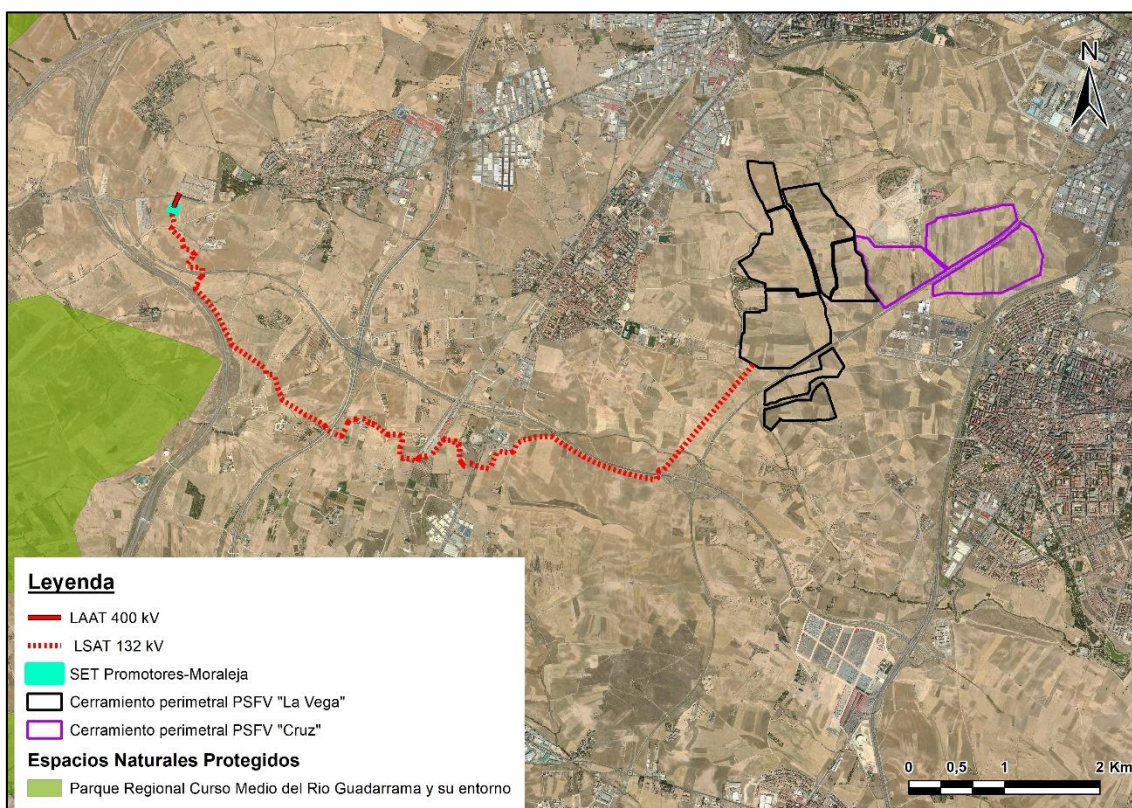 N
Leyenda
LAAT 400 kV
LSAT 132 kV
SET Promotores-Moraleja
Cerramiento perimetral PSFV "La Vega"
Cerramiento perimetral PSFV "Cruz"
Espacios Naturales Protegidos
Parque Regional Curso Medio del Rio Guadarrama y su entorno
0 0,5 1 2 Km